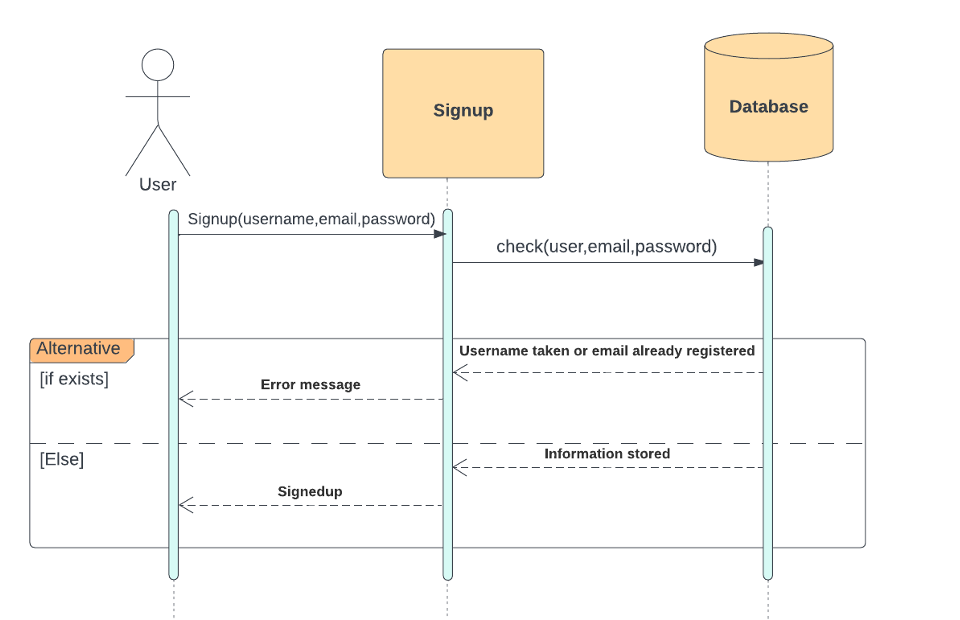 Signup
Database
User
Signup(username,email,password)
check(user,email,password)
Alternative
Username taken or email already registered
[if exists]
Error message
[Else]
Information stored
Signedup